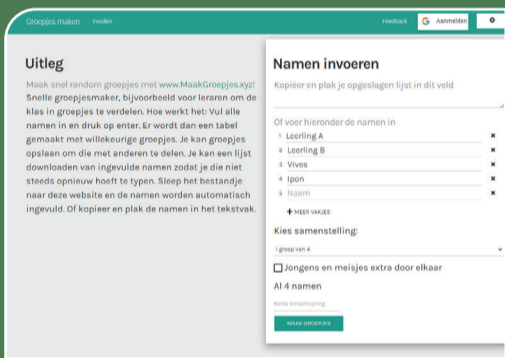 Groepjes maken Invullen Feedback Aanmelden
Uitleg
Maak snel random groepjes met www.MaakGroepjes.xyz!
Snelle groepjesmaker, bijvoorbeeld voor leraren om de
klas in groepjes te verdelen. Hoe werkt het: Vul alle
namen in en druk op enter. Er wordt dan een tabel
gemaakt met willekeurige groepjes. Je kan groepjes
opslaan om die met anderen te delen. Je kan een lijst
downloaden van ingevulde namen zodat je die niet
steeds opnieuw hoeft te typen. Sleep het bestandje
naar deze website en de namen worden automatisch
ingevuld. Of kopieer en plak de namen in het tekstvak.
Namen invoeren
Kopiëer en plak je opgeslagen lijst in dit veld
Of voer hieronder de namen in
1 Leerling A
2 Leerling B
3 Vives
4 Ipon
5 Naam
+ MEER VAKJES
Kies samenstelling:
1 groep van 4
Jongens en meisjes extra door elkaar
Al 4 namen
Korte omschrijving
MAAK GROEPJES